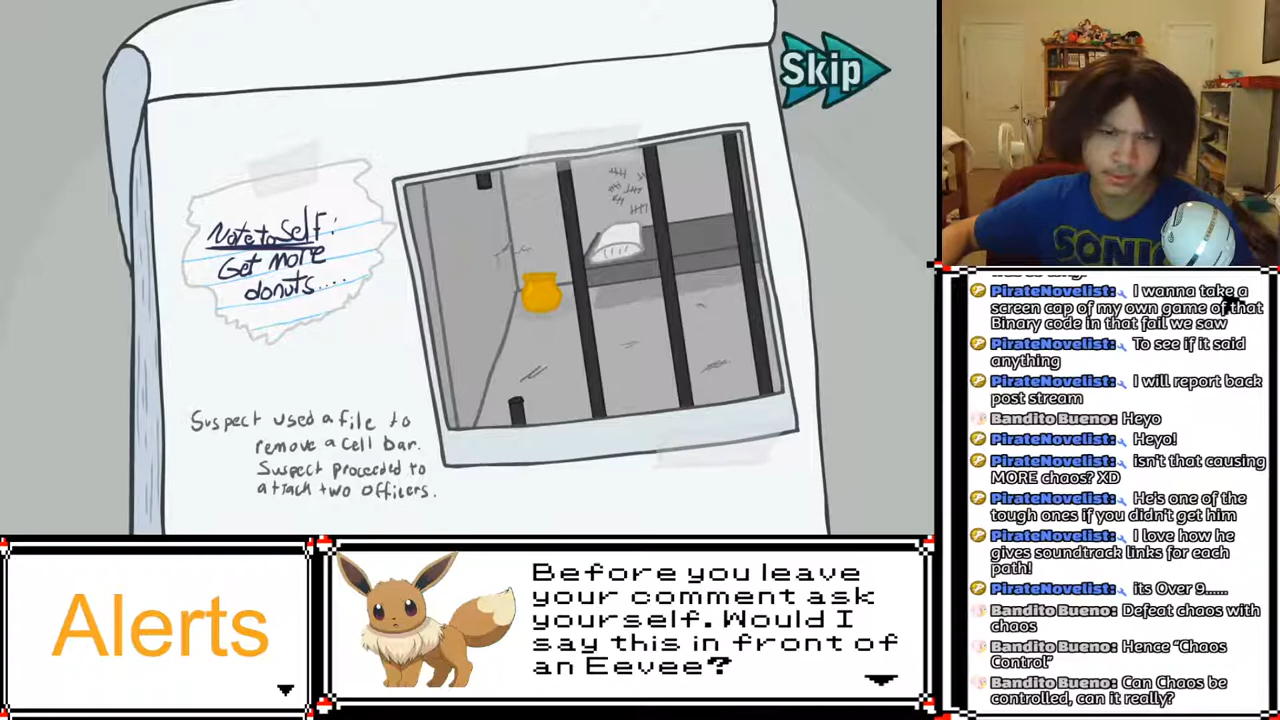 Skip
Note to Self:
Get More
donuts....
Suspect used a file to
remove a cell bar.
Suspect proceeded to
attack two officers.
SONIC
PirateNovelist: I wanna take a
screen cap of my own game of that
Binary code in that fail we saw
PirateNovelist: To see if it said
anything
PirateNovelist: I will report back
post stream
BanditoBueno: Heyo
PirateNovelist: Heyo!
PirateNovelist: isn't that causing
MORE chaos? XD
PirateNovelist: He's one of the
tough ones if you didn't get him
PirateNovelist: I love how he
gives soundtrack links for each
path!
PirateNovelist: its Over 9......
BanditoBueno: Defeat chaos with
chaos
BanditoBueno: Hence “Chaos
Control”
BanditoBueno: Can Chaos be
controlled, can it really?
Alerts
Before you leave
your comment ask
yourself. Would I
say this in front of
an Eevee?